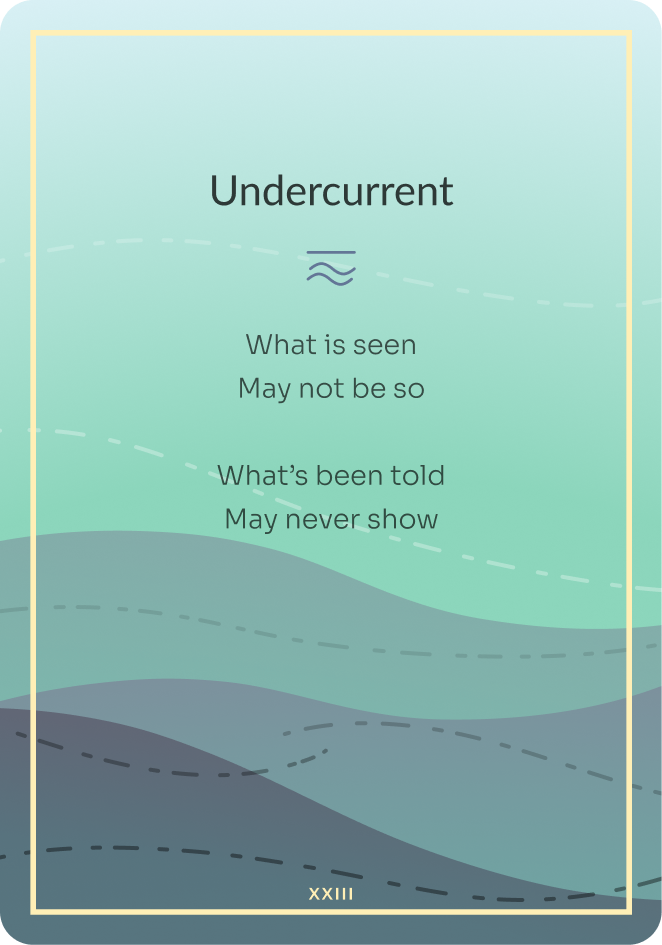 Undercurrent
What is seen
May not be so
What’s been told
May never show
XXIII